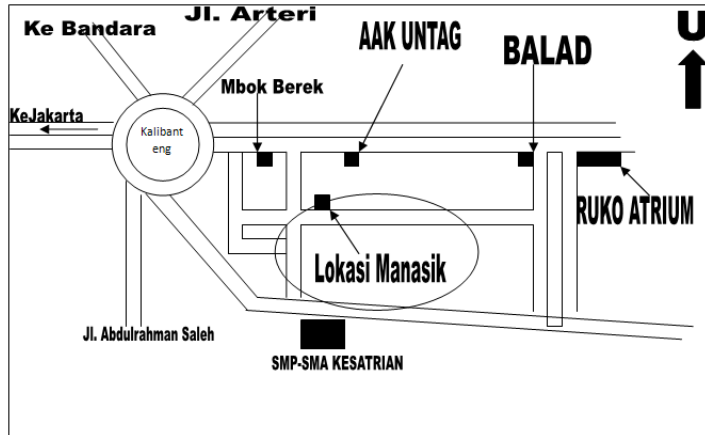 Jl. Arteri
U
Ke Bandara
AAK UNTAG
BALAD
Mbok Berek
KeJakarta
Kalibant
eng
RUKO ATRIUM
Lokasi Manasik
Jl. Abdulrahman Saleh
SMP-SMA KESATRIAN